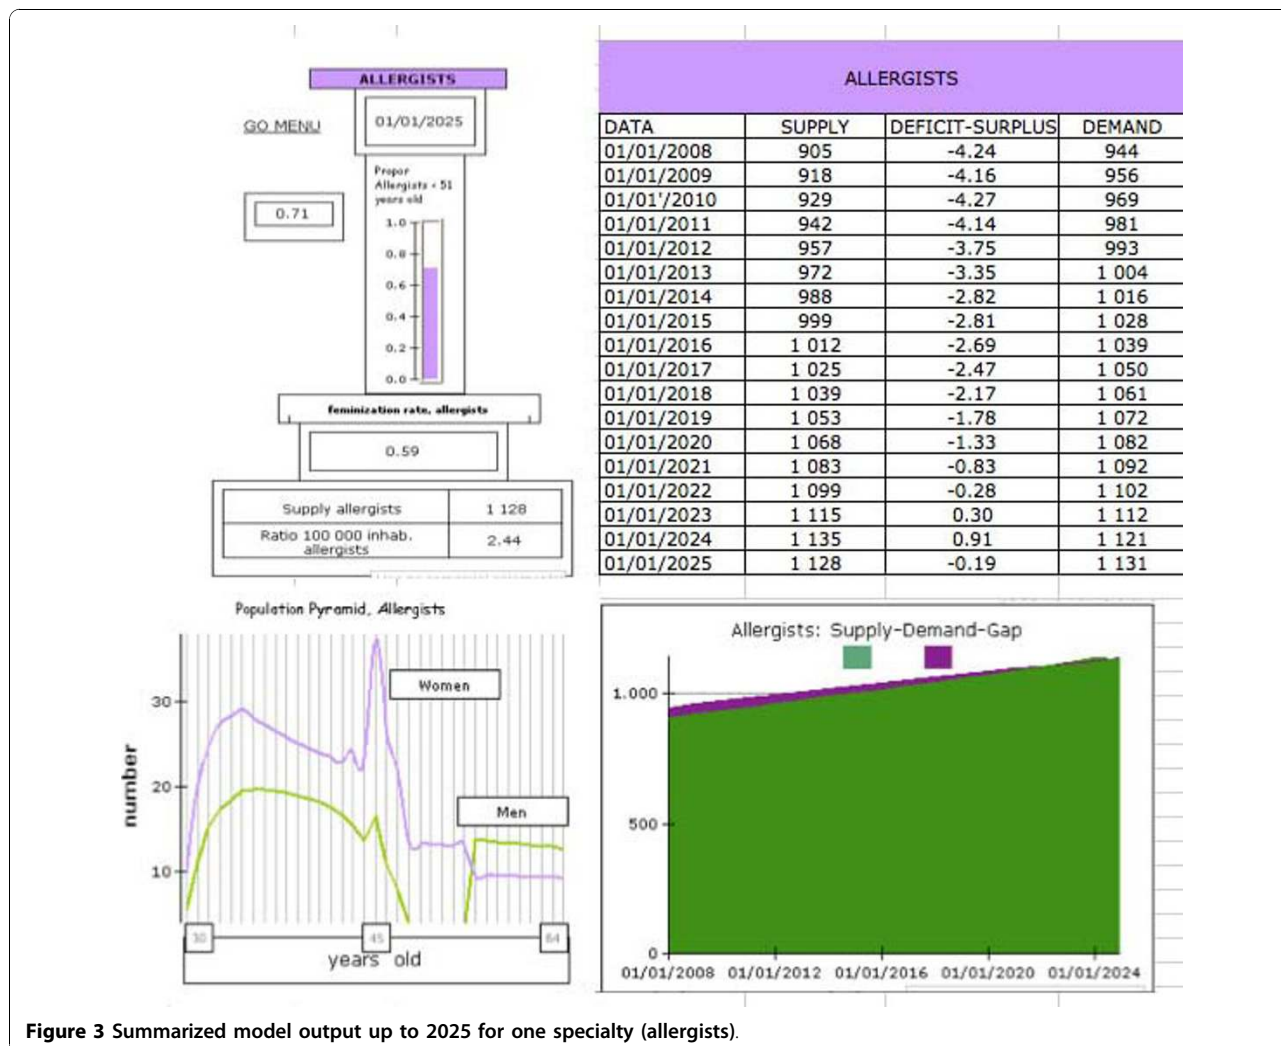 ALLERGISTS
GO MENU
01/01/2025
0.71
Propor
Allergists < 51
years old
1.0
0.8
0.6
0.4
0.2
0.0
feminization rate, allergists
0.59
Supply allergists 1 128
Ratio 100 000 inhab. 2.44
allergists
ALLERGISTS
DATA SUPPLY DEFICIT-SURPLUS DEMAND
01/01/2008 905 -4.24 944
01/01/2009 918 -4.16 956
01/01'/2010 929 -4.27 969
01/01/2011 942 -4.14 981
01/01/2012 957 -3.75 993
01/01/2013 972 -3.35 1 004
01/01/2014 988 -2.82 1 016
01/01/2015 999 -2.81 1 028
01/01/2016 1 012 -2.69 1 039
01/01/2017 1 025 -2.47 1 050
01/01/2018 1 039 -2.17 1 061
01/01/2019 1 053 -1.78 1 072
01/01/2020 1 068 -1.33 1 082
01/01/2021 1 083 -0.83 1 092
01/01/2022 1 099 -0.28 1 102
01/01/2023 1 115 0.30 1 112
01/01/2024 1 135 0.91 1 121
01/01/2025 1 128 -0.19 1 131
Population Pyramid, Allergists
Women
Men
number
30
20
10
30 45 64
years old
Allergists: Supply-Demand-Gap
1.000
500
0
01/01/2008 01/01/2012 01/01/2016 01/01/2020 01/01/2024
Figure 3 Summarized model output up to 2025 for one specialty (allergists).